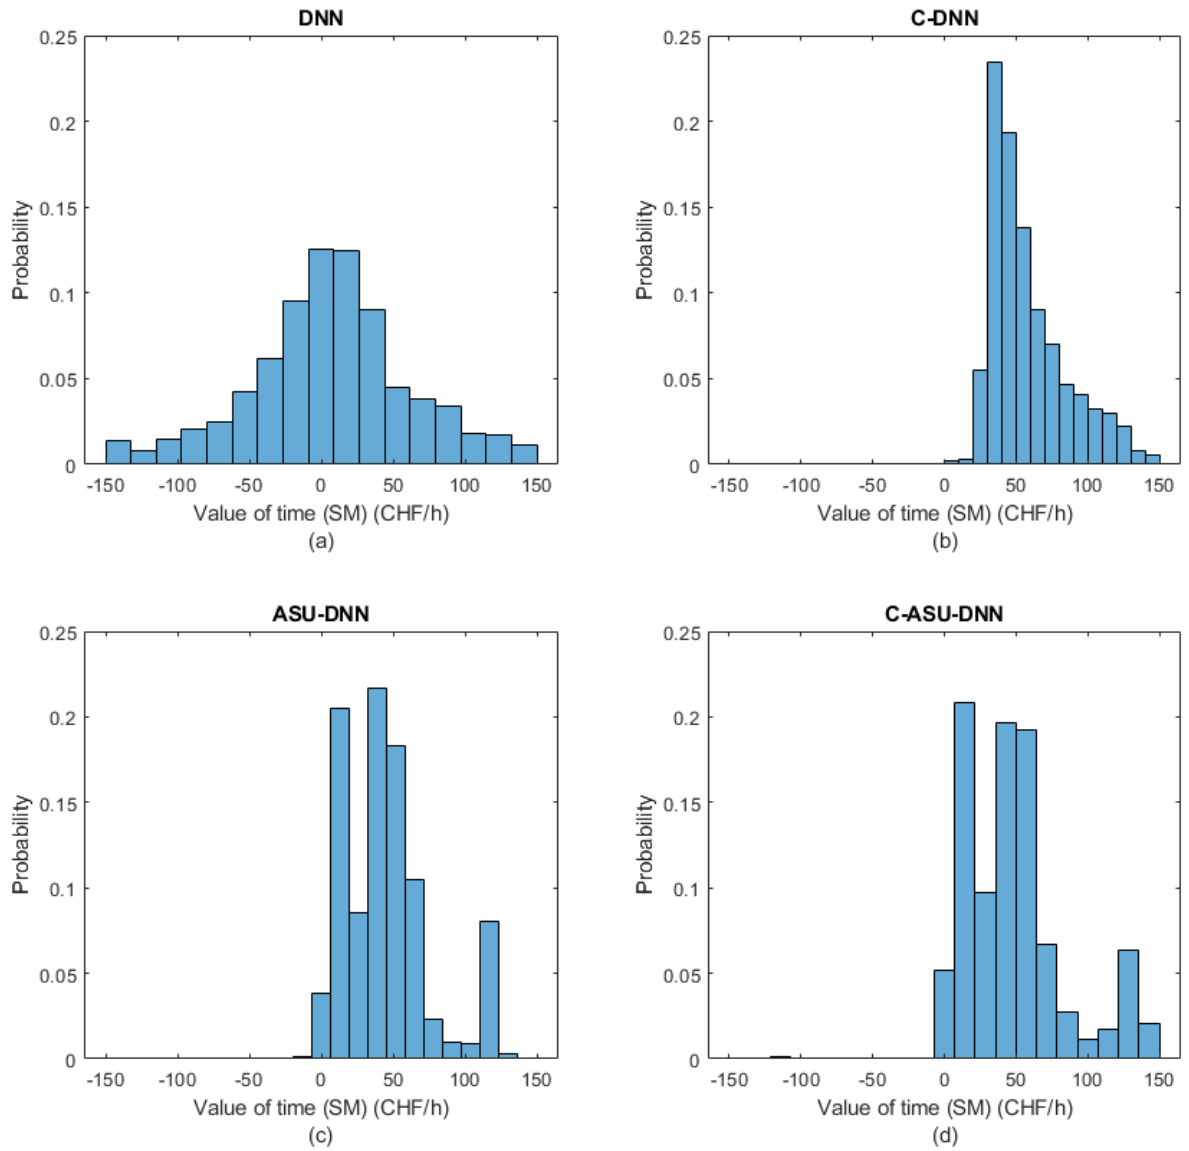 DNN
0.25
0.2
0.15
0.1
0.05
0
Probability
-150 -100 -50 0 50 100 150
Value of time (SM) (CHF/h)
(a)
C-DNN
0.25
0.2
0.15
0.1
0.05
0
Probability
-150 -100 -50 0 50 100 150
Value of time (SM) (CHF/h)
(b)
ASU-DNN
0.25
0.2
0.15
0.1
0.05
0
Probability
-150 -100 -50 0 50 100 150
Value of time (SM) (CHF/h)
(c)
C-ASU-DNN
0.25
0.2
0.15
0.1
0.05
0
Probability
-150 -100 -50 0 50 100 150
Value of time (SM) (CHF/h)
(d)